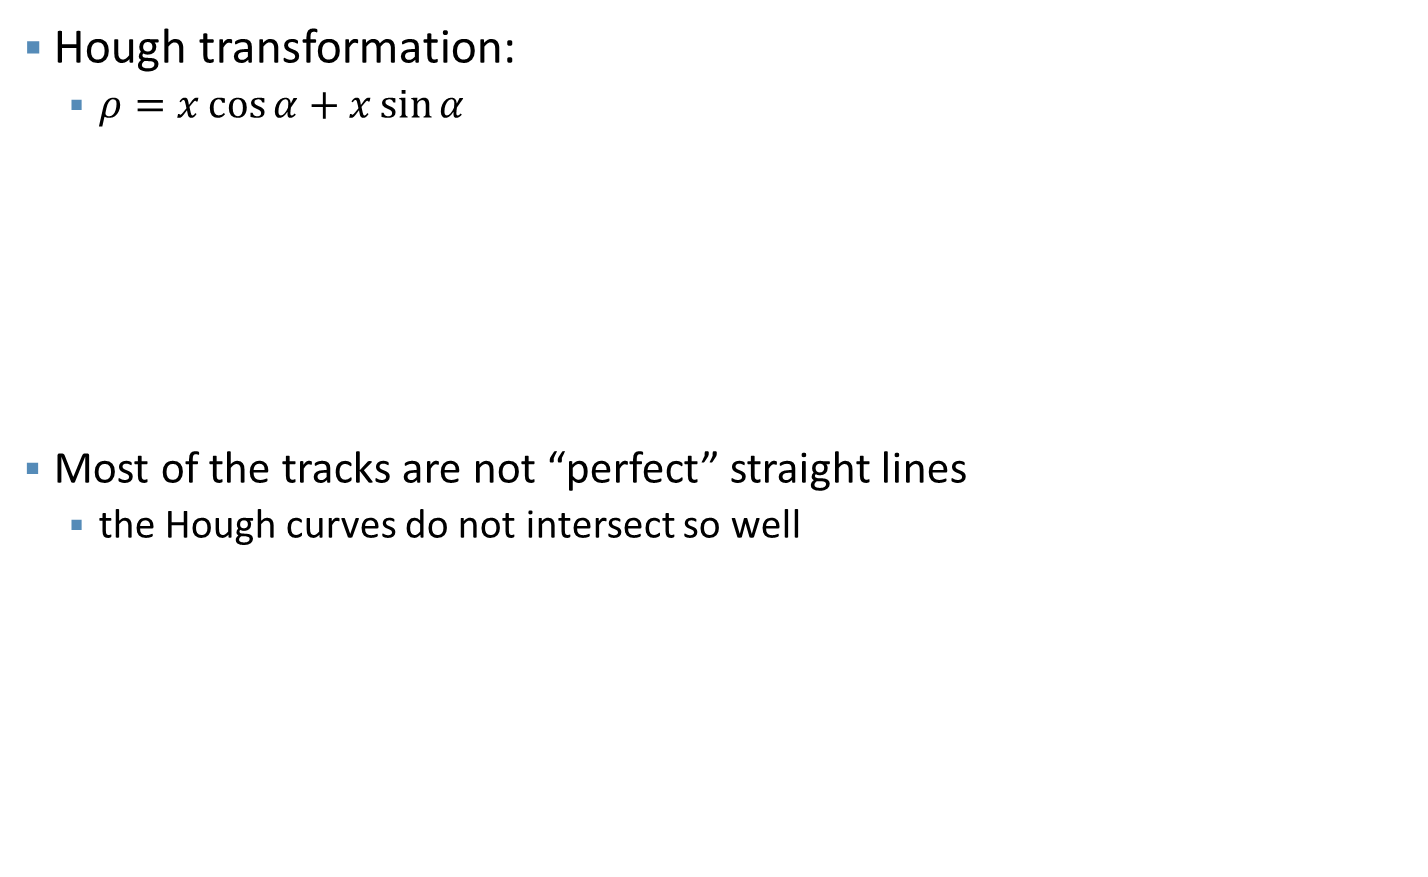 ▪ Hough transformation:
▪ 𝜌 = 𝑥 cos 𝛼 + 𝑥 sin 𝛼
▪ Most of the tracks are not “perfect” straight lines
▪ the Hough curves do not intersect so well